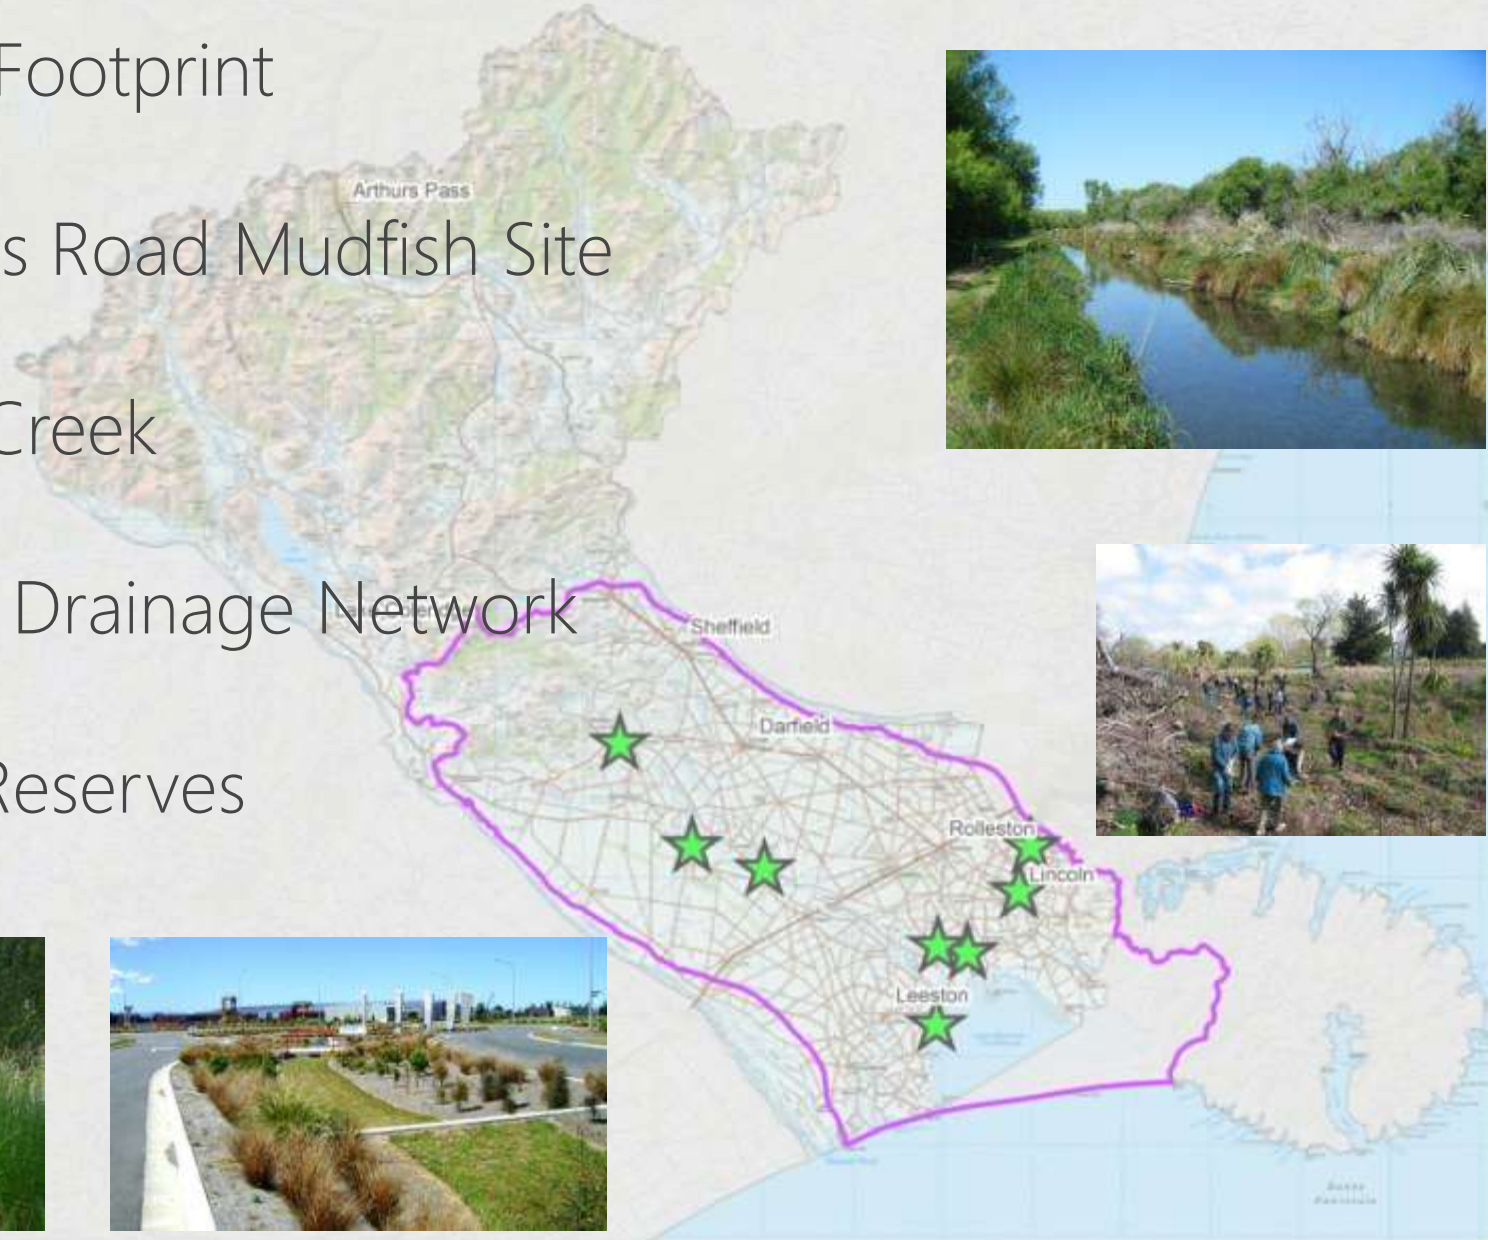 Footprint
Arthurs Pass
s Road Mudfish Site
Creek
Drainage Network
Sheffield
Darfield
Reserves
Rolleston
Lincoln
Leeston